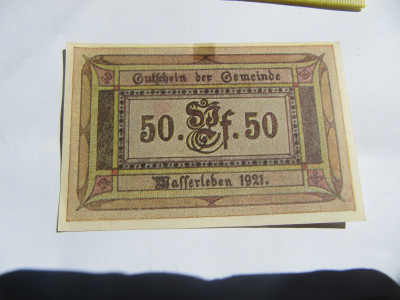 Gutschein der Gemeinde
50. Pf. 50
Wasserleben 1921.